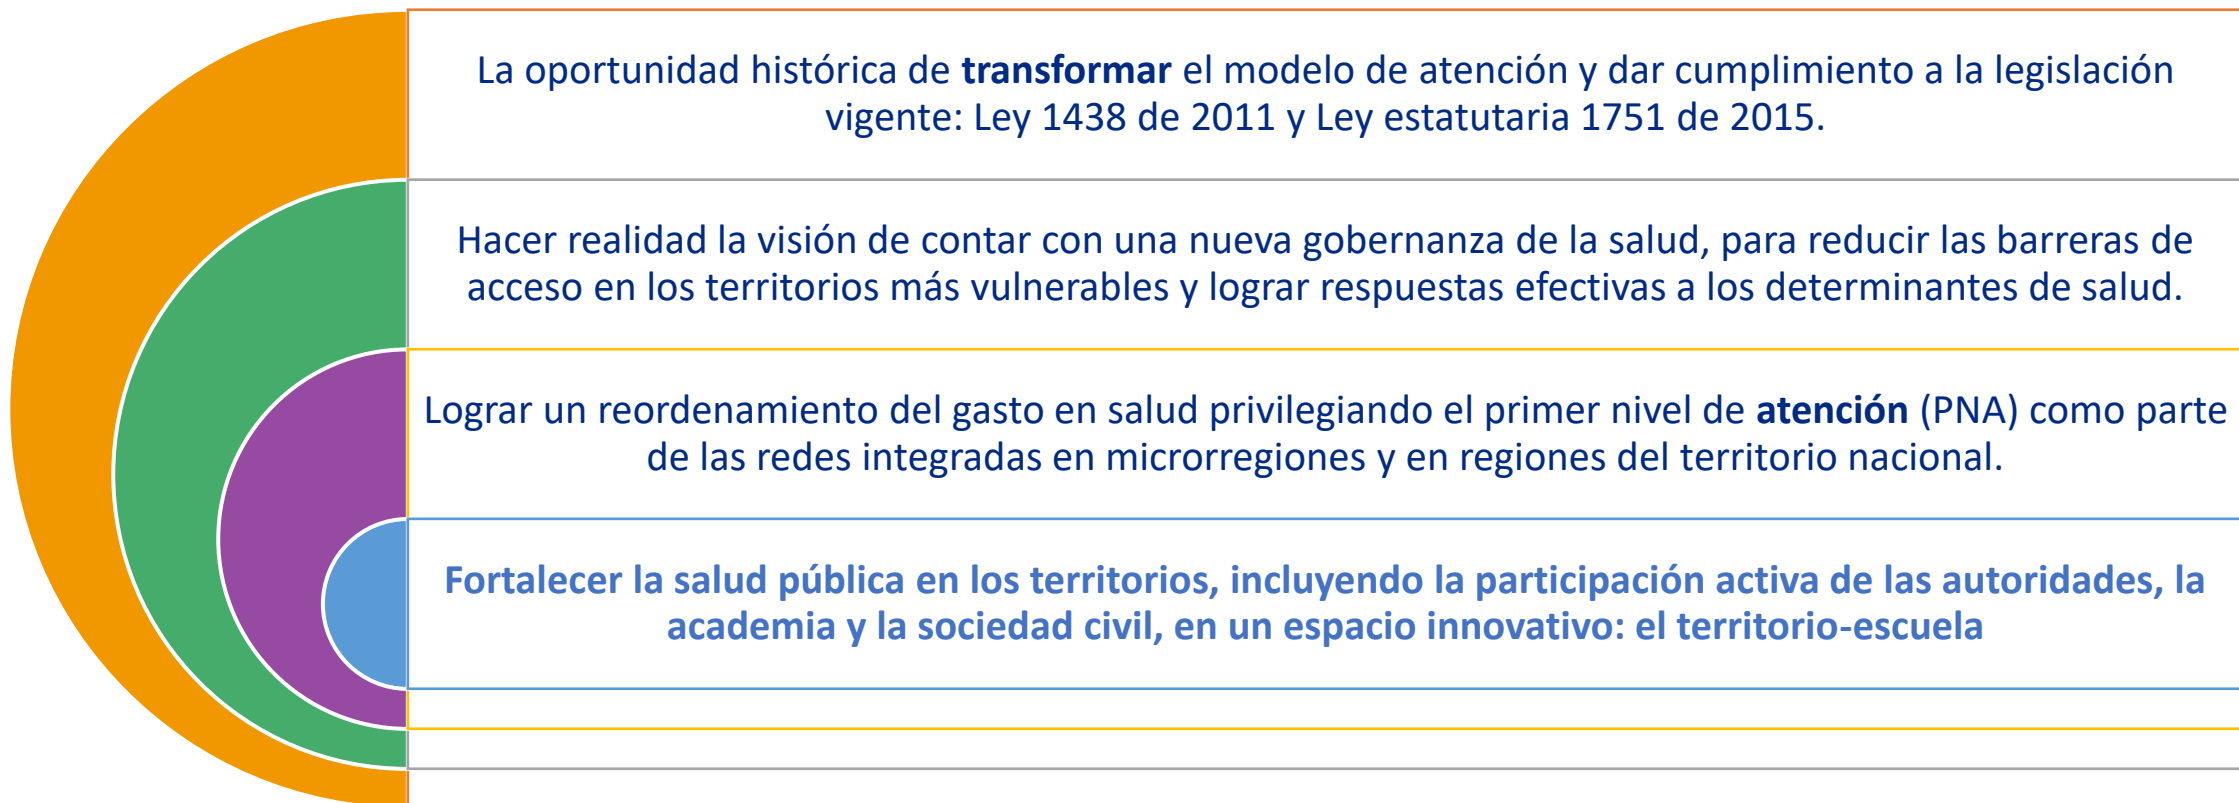 La oportunidad histórica de transformar el modelo de atención y dar cumplimiento a la legislación
vigente: Ley 1438 de 2011 y Ley estatutaria 1751 de 2015.
Hacer realidad la visión de contar con una nueva gobernanza de la salud, para reducir las barreras de
acceso en los territorios más vulnerables y lograr respuestas efectivas a los determinantes de salud.
Lograr un reordenamiento del gasto en salud privilegiando el primer nivel de atención (PNA) como parte
de las redes integradas en microrregiones y en regiones del territorio nacional.
Fortalecer la salud pública en los territorios, incluyendo la participación activa de las autoridades, la
academia y la sociedad civil, en un espacio innovativo: el territorio-escuela